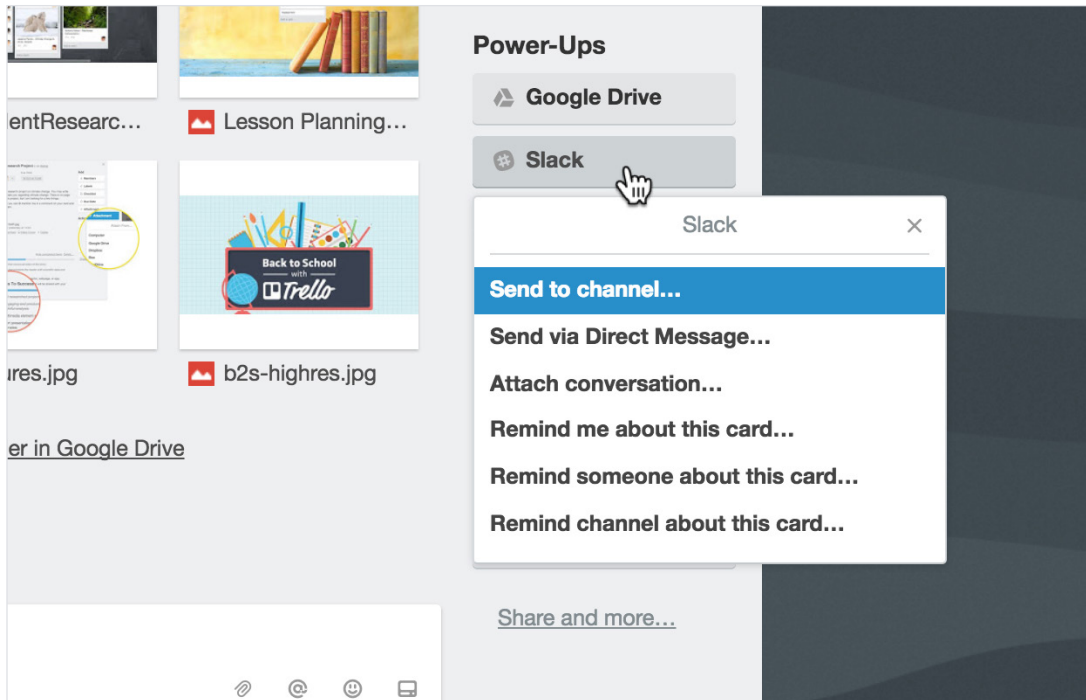 Power-Ups
Google Drive
entResearc...
Lesson Planning...
Slack
Slack
Send to channel...
Send via Direct Message...
Attach conversation...
Remind me about this card...
Remind someone about this card...
Remind channel about this card...
Back to School
with
Trello
ures.jpg
b2s-highres.jpg
er in Google Drive
Share and more...